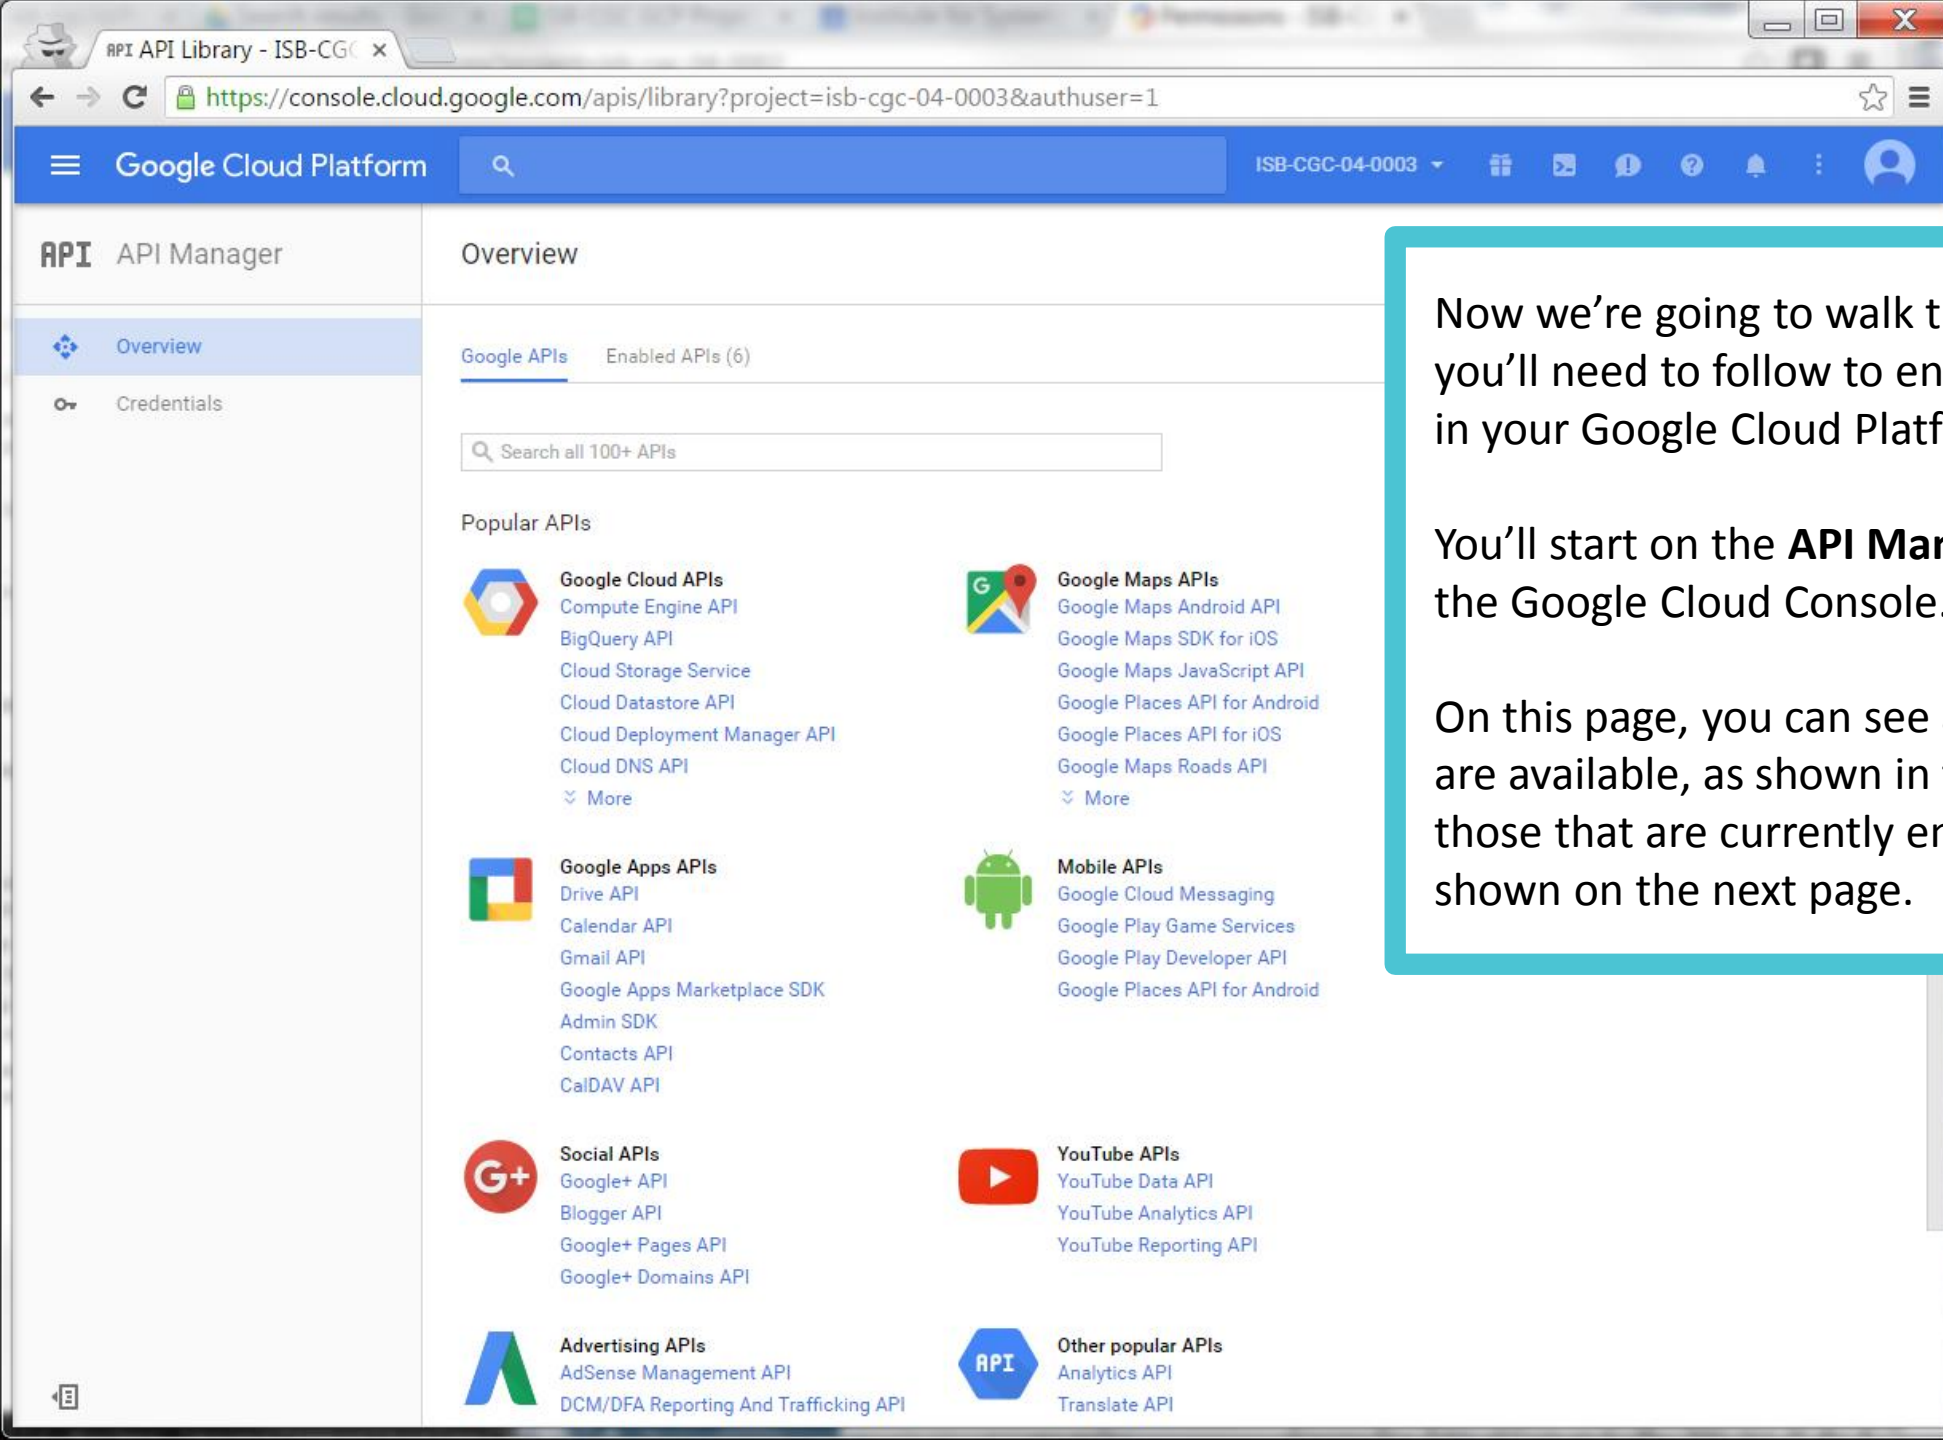 API API Library - ISB-CGC
https://console.cloud.google.com/apis/library?project=isb-cgc-04-0003&authuser=1
Google Cloud Platform
ISB-CGC-04-0003
API API Manager
Overview
Credentials
Overview
Google APIs Enabled APIs (6)
Search all 100+ APIs
Popular APIs
Google Cloud APIs
Compute Engine API
BigQuery API
Cloud Storage Service
Cloud Datastore API
Cloud Deployment Manager API
Cloud DNS API
More
Google Maps APIs
Google Maps Android API
Google Maps SDK for iOS
Google Maps JavaScript API
Google Places API for Android
Google Places API for iOS
Google Maps Roads API
More
Google Apps APIs
Drive API
Calendar API
Gmail API
Google Apps Marketplace SDK
Admin SDK
Contacts API
CalDAV API
Mobile APIs
Google Cloud Messaging
Google Play Game Services
Google Play Developer API
Google Places API for Android
G+
Social APIs
Google+ API
Blogger API
Google+ Pages API
Google+ Domains API
YouTube APIs
YouTube Data API
YouTube Analytics API
YouTube Reporting API
Advertising APIs
AdSense Management API
DCM/DFA Reporting And Trafficking API
API
Other popular APIs
Analytics API
Translate API
Now we're going to walk t
you'll need to follow to en
in your Google Cloud Platf
You'll start on the API Mar
the Google Cloud Console.
On this page, you can see
are available, as shown in
those that are currently en
shown on the next page.